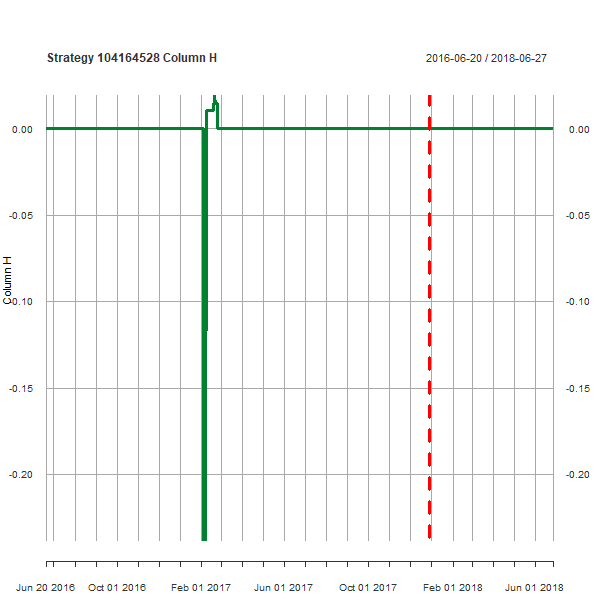 Strategy 104164528 Column H
2016-06-20 / 2018-06-27
0.00
0.00
-0.05
-0.05
Column H
-0.10
-0.10
-0.15
-0.15
-0.20
-0.20
Jun 20 2016
Oct 01 2016
Feb 01 2017
Jun 01 2017
Oct 01 2017
Feb 01 2018
Jun 01 2018